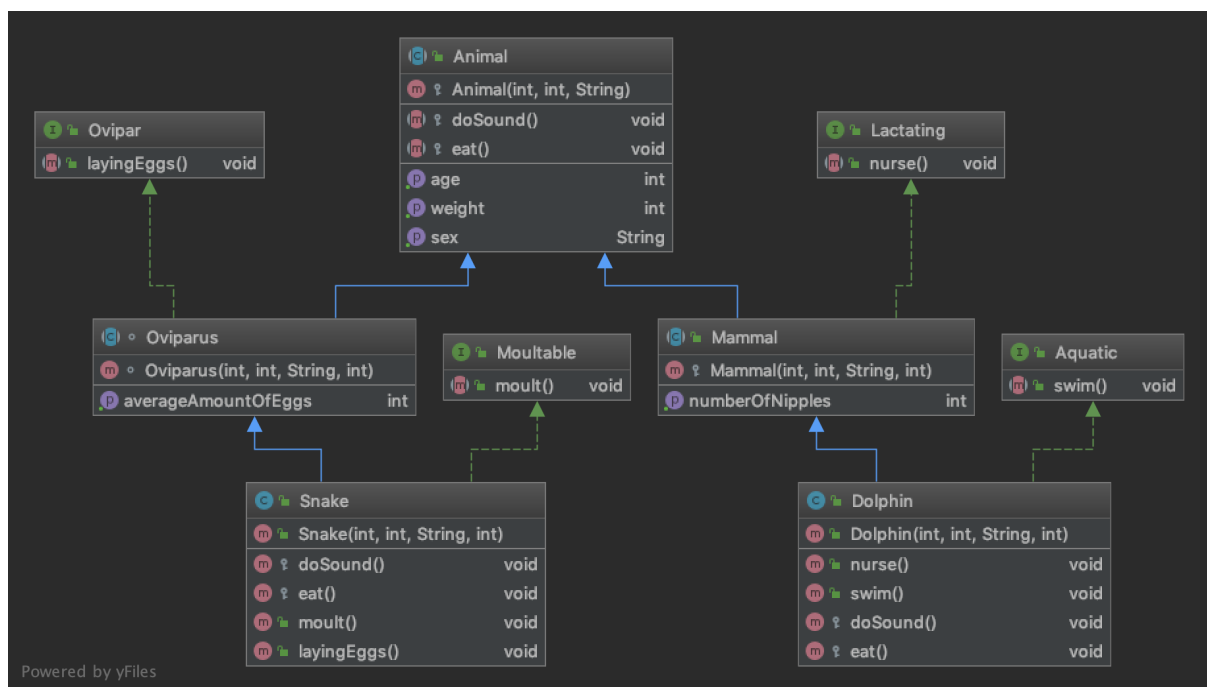 Animal
Animal(int, int, String)
doSound() void
eat() void
age int
weight int
sex String
Ovipar
layingEggs() void
Lactating
nurse() void
Oviparus
Oviparus(int, int, String, int)
averageAmountOfEggs int
Moultable
moult() void
Mammal
Mammal(int, int, String, int)
numberOfNipples int
Aquatic
swim() void
Snake
Snake(int, int, String, int)
doSound() void
eat() void
moult() void
layingEggs() void
Dolphin
Dolphin(int, int, String, int)
nurse() void
swim() void
doSound() void
eat() void
Powered by yFiles